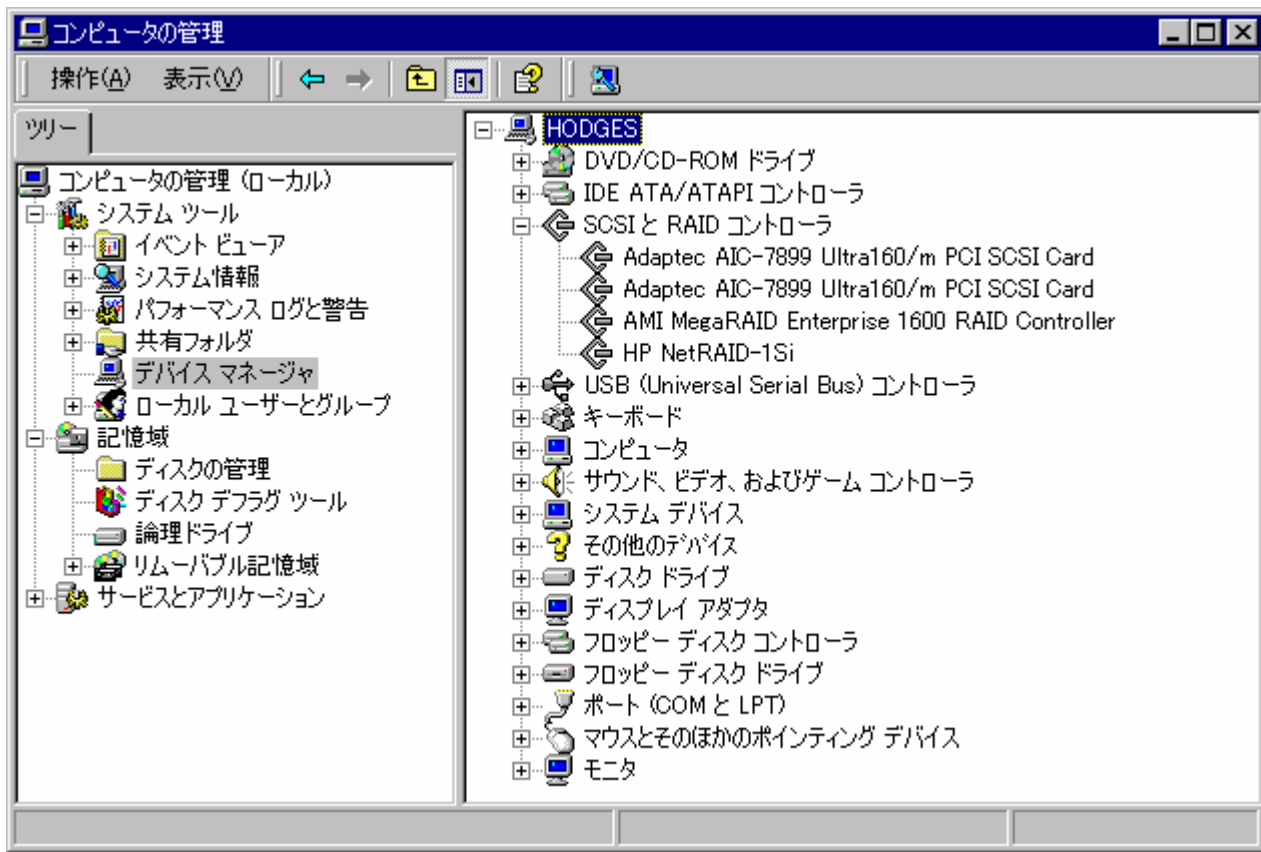 コンピュータの管理
操作(A) 表示(V)
ツリー
コンピュータの管理 (ローカル)
システム ツール
イベント ビューア
システム情報
パフォーマンス ログと警告
共有フォルダ
デバイス マネージャ
ローカル ユーザーとグループ
記憶域
ディスクの管理
ディスク デフラグ ツール
論理ドライブ
リムーバブル記憶域
サービスとアプリケーション
HODGES
DVD/CD-ROM ドライブ
IDE ATA/ATAPI コントローラ
SCSI と RAID コントローラ
Adaptec AIC-7899 Ultra160/m PCI SCSI Card
Adaptec AIC-7899 Ultra160/m PCI SCSI Card
AMI MegaRAID Enterprise 1600 RAID Controller
HP NetRAID-1Si
USB (Universal Serial Bus) コントローラ
キーボード
コンピュータ
サウンド、ビデオ、およびゲーム コントローラ
システム デバイス
その他のデバイス
ディスク ドライブ
ディスプレイ アダプタ
フロッピー ディスク コントローラ
フロッピー ディスク ドライブ
ポート (COM と LPT)
マウスとそのほかのポインティング デバイス
モニタ